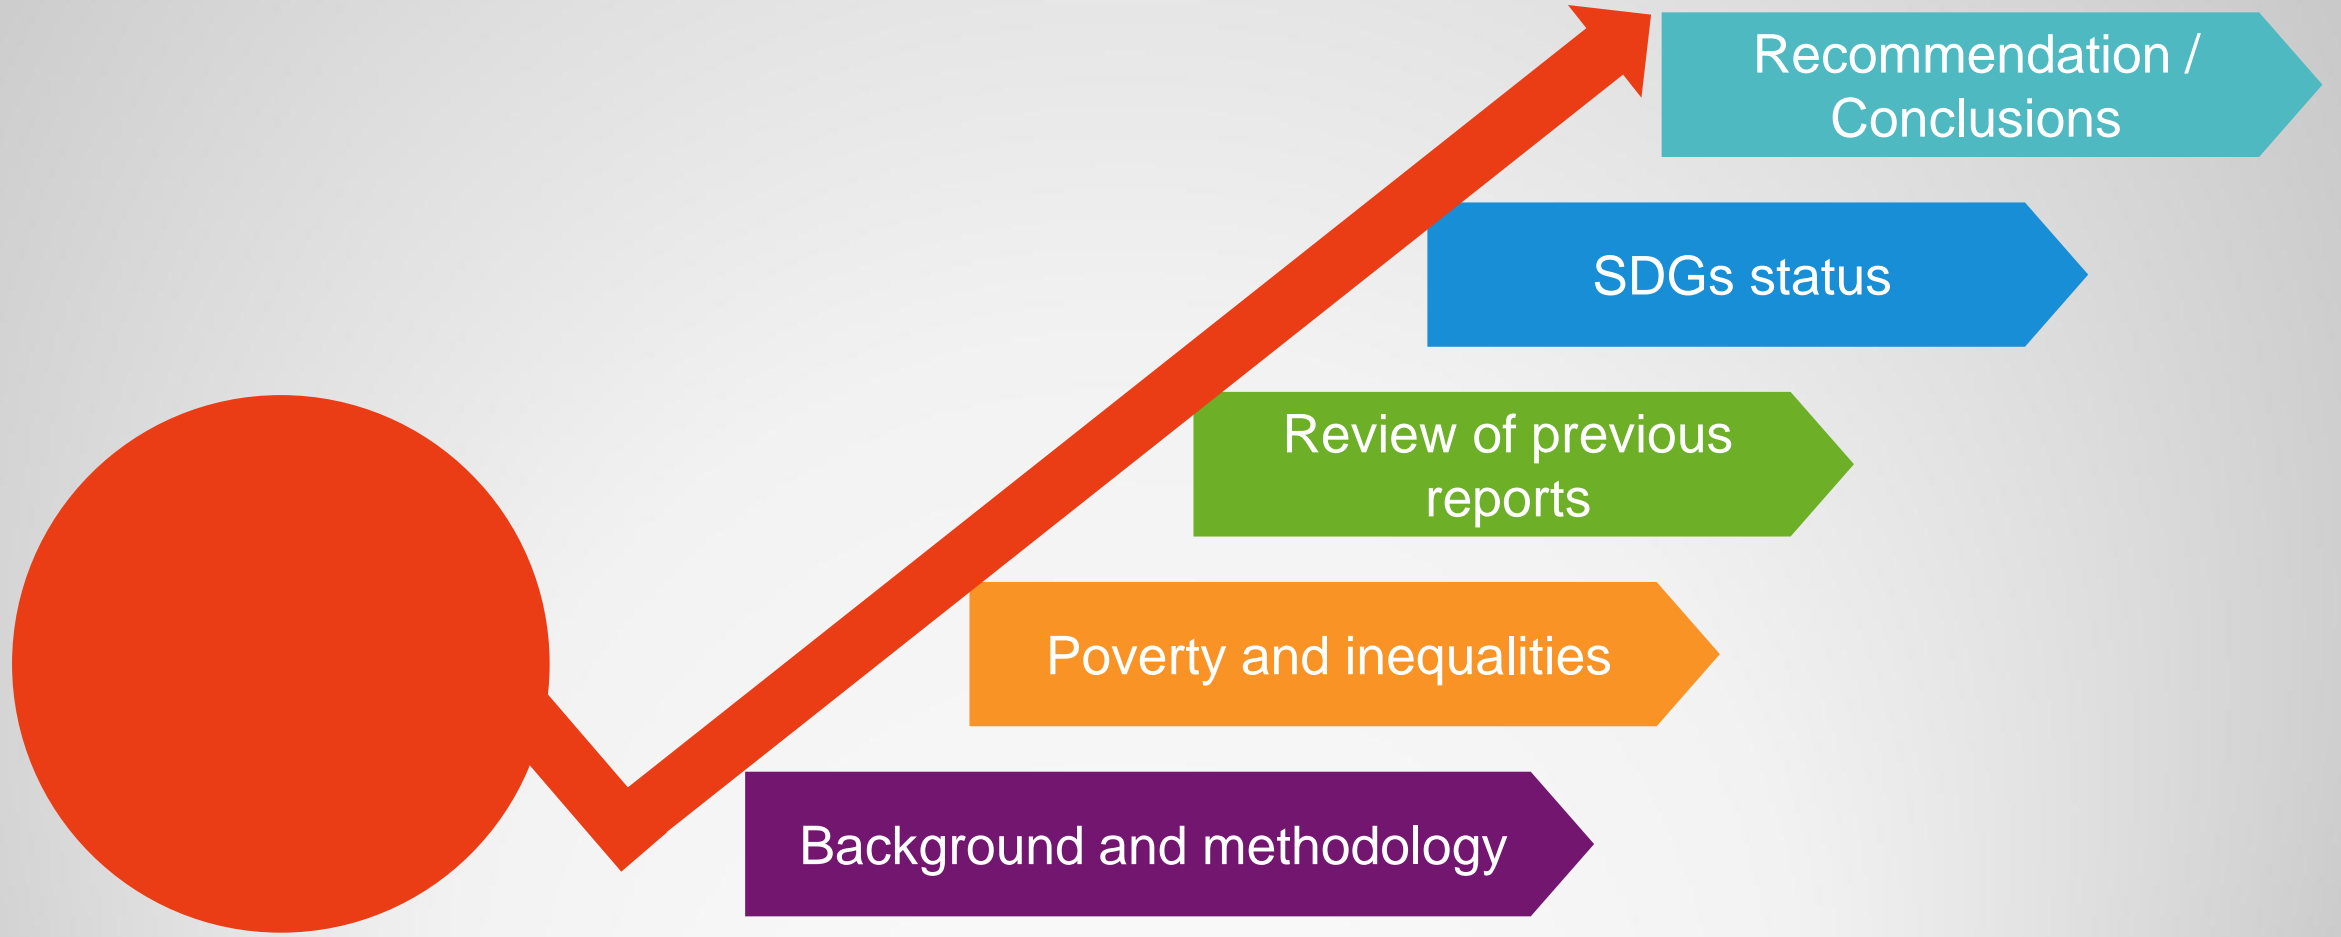 Recommendation /
Conclusions
SDGs status
Review of previous
reports
Poverty and inequalities
Background and methodology